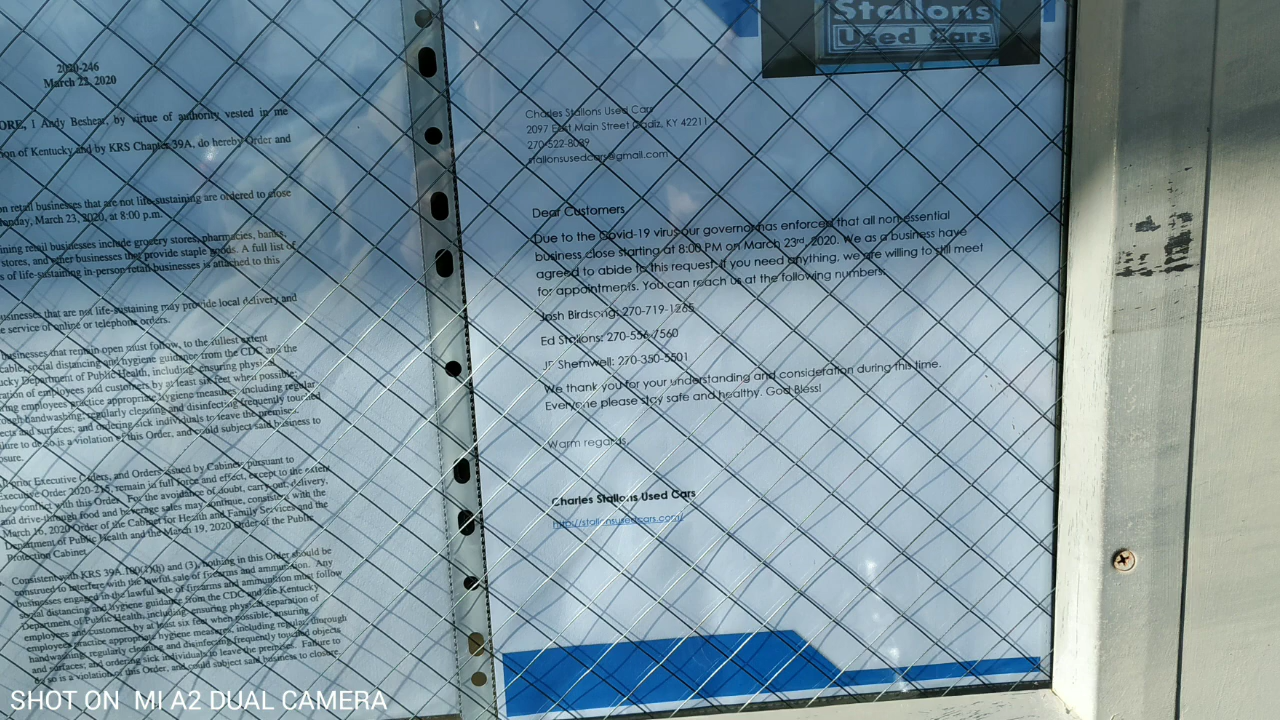 2020-246
March 22, 2020
ORE, I Andy Beshear, by virtue of authority vested in me
on of Kentucky and by KRS Chapter 39A, do hereby Order and
on retail businesses that are not life-sustaining are ordered to close
March 23, 2020, at 8:00 p.m.
ining retail businesses include grocery stores, pharmacies, banks,
stores, and other businesses that provide staple goods. A full list of
s of life-sustaining in-person retail businesses is attached to this
businesses that are not life-sustaining may provide local delivery and
service of online or telephone orders.
businesses that remain open must follow, to the fullest extent
cable, social distancing and hygiene guidance from the CDC and the
ucky Department of Public Health, including ensuring physical
ration of employees and customers by at least six feet when possible,
ring employees practice appropriate hygiene measures, including regular,
rough handwashing; regularly cleaning and disinfecting frequently touched
ects and surfaces; and ordering sick individuals to leave the premises.
ilure to do so is a violation of this Order, and could subject said business to
osure.
prior Executive Orders, and Orders issued by Cabinets pursuant to
Executive Order 2020-215, remain in full force and effect, except to the extent
they conflict with this Order. For the avoidance of doubt, carry out, delivery,
and drive-through food and beverage sales may continue, consistent with the
March 16, 2020 Order of the Cabinet for Health and Family Services and the
Department of Public Health and the March 19, 2020 Order of the Public
Protection Cabinet
Consistent with KRS 39A.100(1)(h) and (3), nothing in this Order should be
construed to interfere with the lawful sale of firearms and ammunition. Any
businesses engaged in the lawful sale of firearms and ammunition must follow
social distancing and hygiene guidance from the CDC and the Kentucky
Department of Public Health, including ensuring physical separation of
employees and customers by at least six feet when possible; ensuring
employees practice appropriate hygiene measures, including regular, thorough
handwashing; regularly cleaning and disinfecting frequently touched objects
and surfaces; and ordering sick individuals to leave the premises. Failure to
do so is a violation of this Order, and could subject said business to closure.
Stallons
Used Cars
Charles Stallons Used Cars
2097 East Main Street Cadiz, KY 42211
270-522-8089
stallonsusedcars@gmail.com
Dear Customers
Due to the Covid-19 virus our governor has enforced that all non-essential
business close starting at 8:00 PM on March 23rd, 2020. We as a business have
agreed to abide to this request. If you need anything, we are willing to still meet
for appointments. You can reach us at the following numbers:
Josh Birdsong: 270-719-1265
Ed Stallons: 270-556-7560
JF Shemwell: 270-350-5501
We thank you for your understanding and consideration during this time.
Everyone please stay safe and healthy. God Bless!
Warm regards,
Charles Stallons Used Cars
http://stallonsusedcars.com/
SHOT ON MI A2 DUAL CAMERA